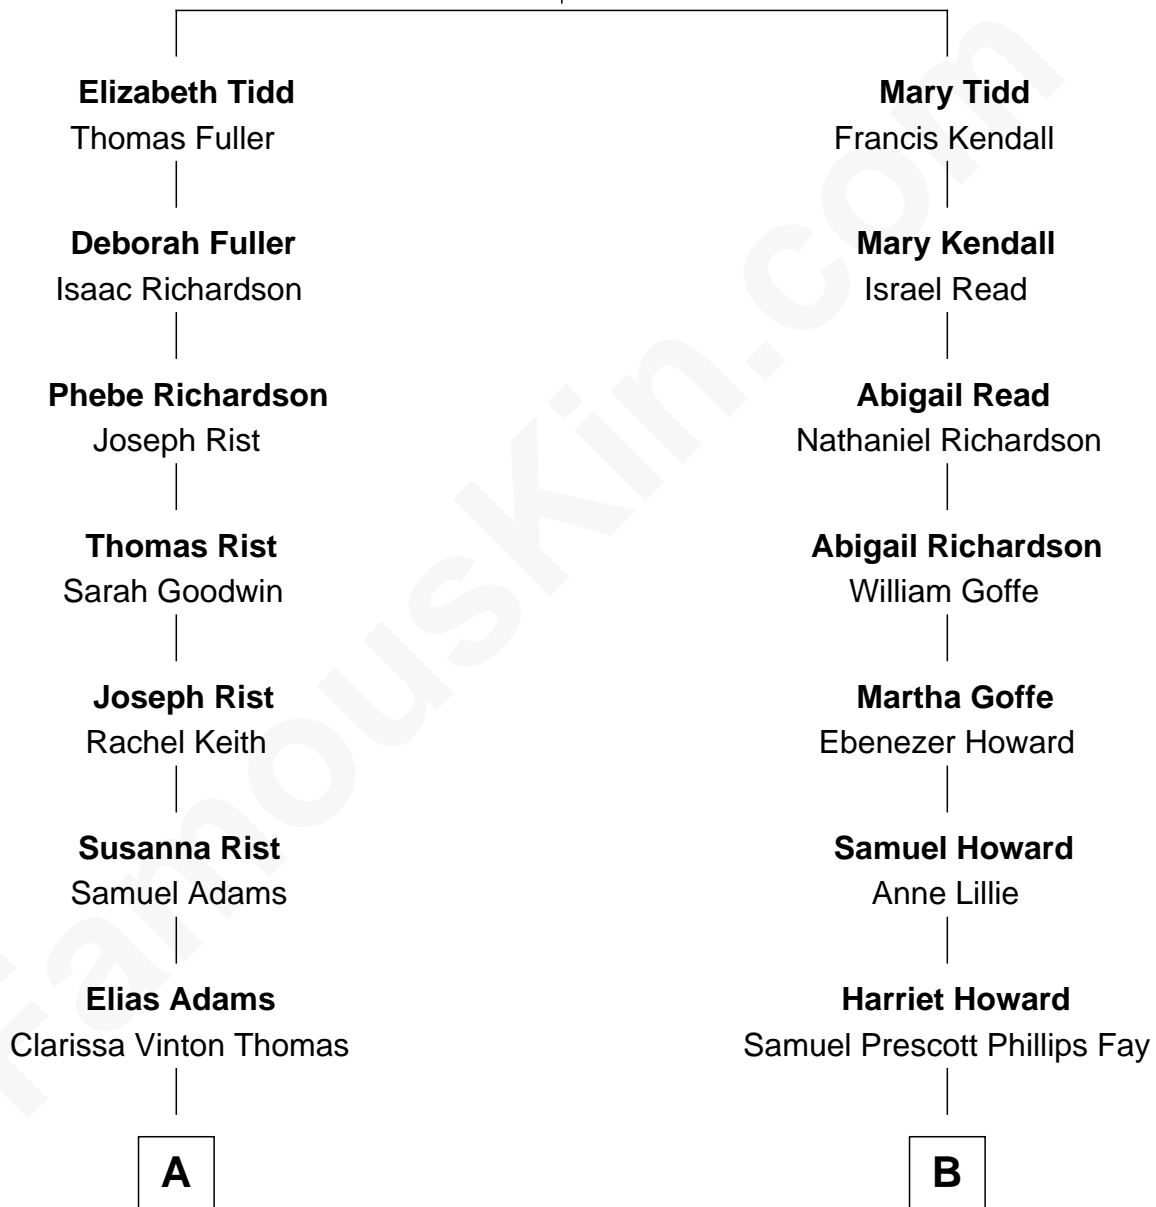 Elizabeth Tidd
Thomas Fuller
Deborah Fuller
Isaac Richardson
Phebe Richardson
Joseph Rist
Thomas Rist
Sarah Goodwin
Joseph Rist
Rachel Keith
Susanna Rist
Samuel Adams
Elias Adams
Clarissa Vinton Thomas
A
Mary Tidd
Francis Kendall
Mary Kendall
Israel Read
Abigail Read
Nathaniel Richardson
Abigail Richardson
William Goffe
Martha Goffe
Ebenezer Howard
Samuel Howard
Anne Lillie
Harriet Howard
Samuel Prescott Phillips Fay
B
FamousKin.com